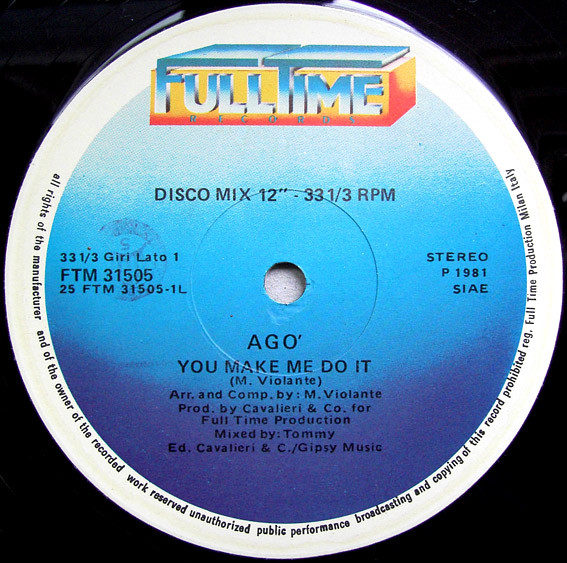 FULL TIME
RECORDS
DISCO MIX 12" - 33 1/3 RPM
33 1/3 Giri Lato 1
FTM 31505
25 FTM 31505-1L
STEREO
P 1981
SIAE
AGO'
YOU MAKE ME DO IT
(M. Violante)
Arr. and Comp. by: M. Violante
Prod. by Cavalieri & Co. for
Full Time Production
Mixed by: Tommy
Ed. Cavalieri & C./Gipsy Music
all rights of the manufacturer and of the owner of the recorded work reserved unauthorized public performance broadcasting and copying of this record prohibited reg. Full Time Production Milan Italy